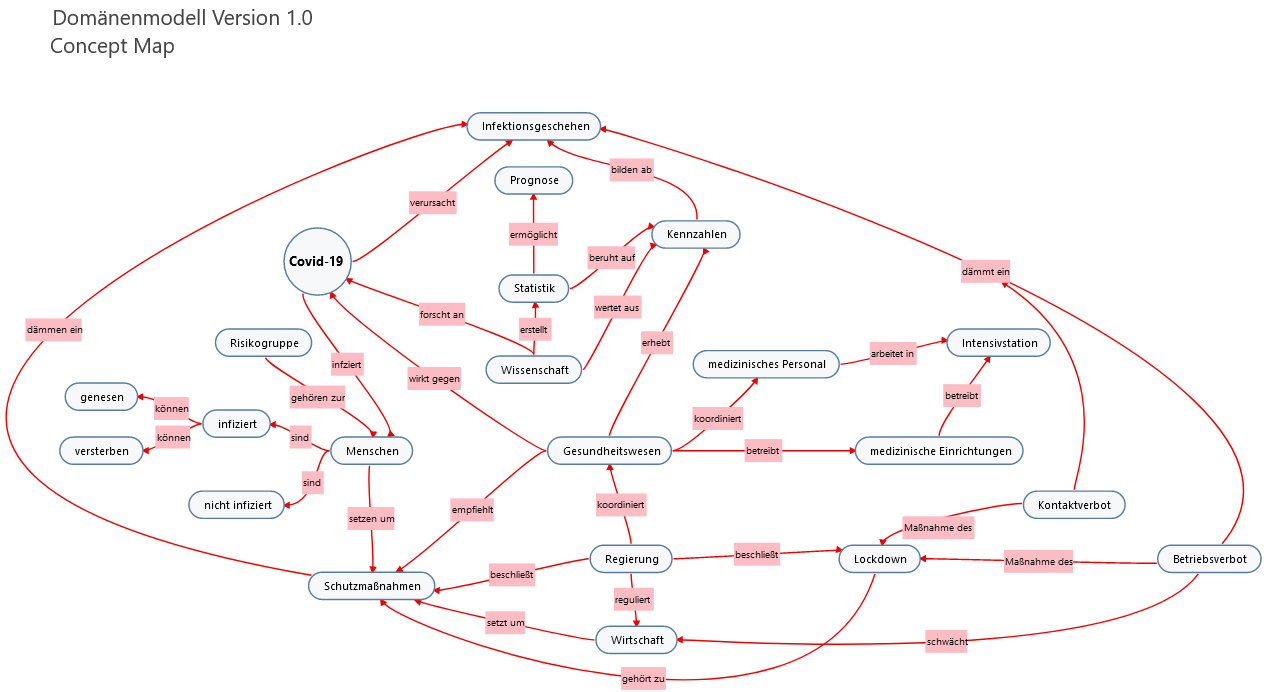 Domänenmodell Version 1.0
Concept Map
Infektionsgeschehen
bilden ab
Prognose
verursacht
ermöglicht
Kennzahlen
beruht auf
Covid-19
dämmt ein
Statistik
wertet aus
forscht an
dämmen ein
erstellt
Risikogruppe
erhebt
Intensivstation
arbeitet in
infziert
medizinisches Personal
Wissenschaft
wirkt gegen
genesen
gehören zur
betreibt
können
koordiniert
infiziert
können
sind
versterben
Menschen
Gesundheitswesen
betreibt
medizinische Einrichtungen
sind
nicht infiziert
koordiniert
Kontaktverbot
empfiehlt
setzen um
Maßnahme des
beschließt
Regierung
Lockdown
Maßnahme des
Betriebsverbot
beschließt
Schutzmaßnahmen
reguliert
setzt um
Wirtschaft
schwächt
gehört zu